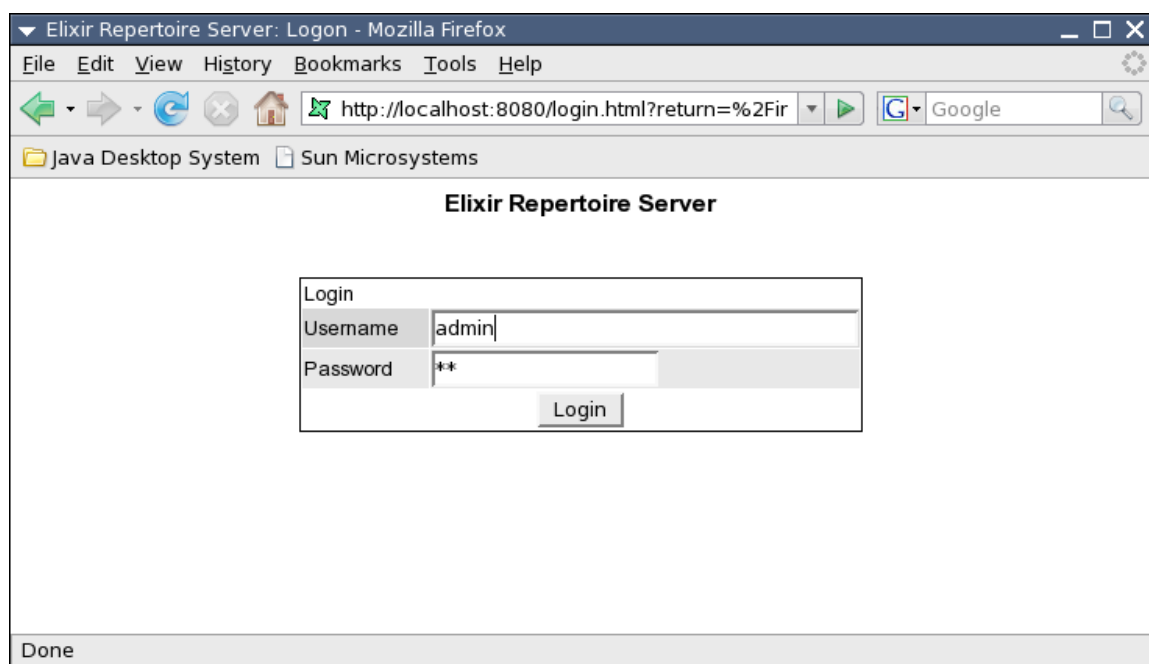 Elixir Repertoire Server: Logon - Mozilla Firefox
File Edit View History Bookmarks Tools Help
http://localhost:8080/login.html?return=%2Fir G Google
Java Desktop System Sun Microsystems
Elixir Repertoire Server
Login
Username admin
Password **
Login
Done